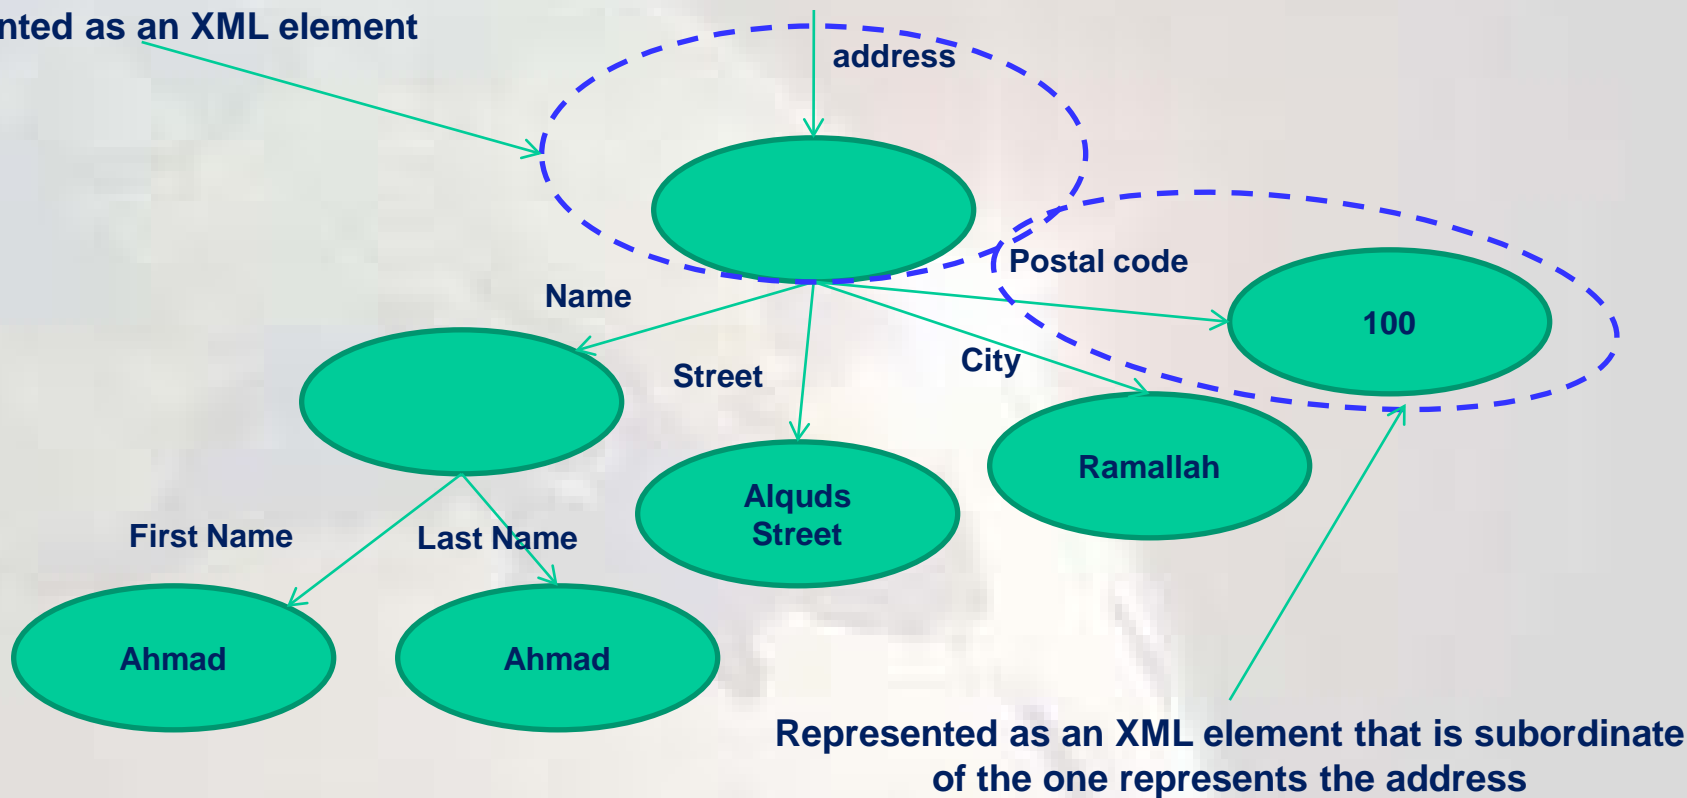 nted as an XML element
address
Postal code
Name
100
City
Street
Ramallah
Alquds
Street
First Name
Last Name
Ahmad
Ahmad
Represented as an XML element that is subordinate
of the one represents the address